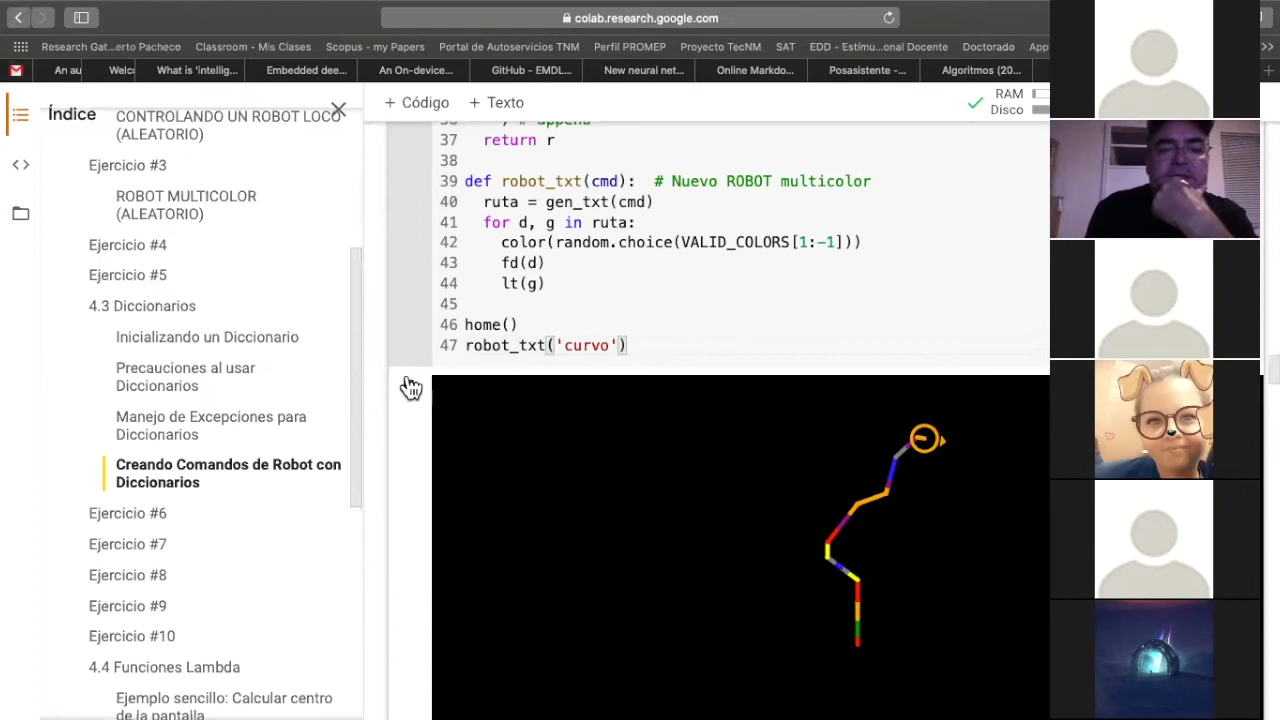 colab.research.google.com
Research Gat...erto Pacheco
Classroom - Mis Clases
Scopus - my Papers
Portal de Autoservicios TNM
Perfil PROMEP
Proyecto TecNM
SAT
EDD - Estímu...onal Docente
Doctorado
App
An au
Welc
What is 'intellig...
Embedded dee...
An On-device...
GitHub - EMDL...
New neural net...
Online Markdo...
Posasistente -...
Algoritmos (20...
Índice
+ Código
+ Texto
RAM
Disco
CONTROLANDO UN ROBOT LOCO
(ALEATORIO)
Ejercicio #3
ROBOT MULTICOLOR
(ALEATORIO)
Ejercicio #4
Ejercicio #5
4.3 Diccionarios
Inicializando un Diccionario
Precauciones al usar
Diccionarios
Manejo de Excepciones para
Diccionarios
Creando Comandos de Robot con
Diccionarios
Ejercicio #6
Ejercicio #7
Ejercicio #8
Ejercicio #9
Ejercicio #10
4.4 Funciones Lambda
Ejemplo sencillo: Calcular centro
de la pantalla
36 ) # append
37 return r
38
39 def robot_txt(cmd): # Nuevo ROBOT multicolor
40 ruta = gen_txt(cmd)
41 for d, g in ruta:
42 color(random.choice(VALID_COLORS[1:-1]))
43 fd(d)
44 lt(g)
45
46 home()
47 robot_txt('curvo')